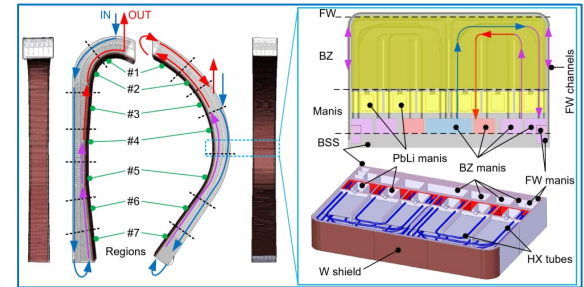 IN
OUT
#1
#2
#3
#4
#5
#6
#7
Regions
FW
BZ
Manis
BSS
FW channels
PbLi manis
BZ manis
FW manis
HX tubes
W shield